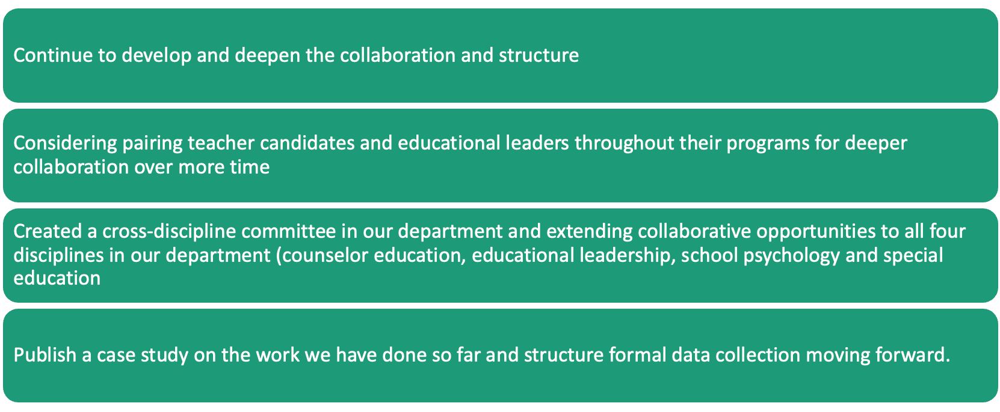 Continue to develop and deepen the collaboration and structure
Considering pairing teacher candidates and educational leaders throughout their programs for deeper
collaboration over more time
Created a cross-discipline committee in our department and extending collaborative opportunities to all four
disciplines in our department (counselor education, educational leadership, school psychology and special
education
Publish a case study on the work we have done so far and structure formal data collection moving forward.